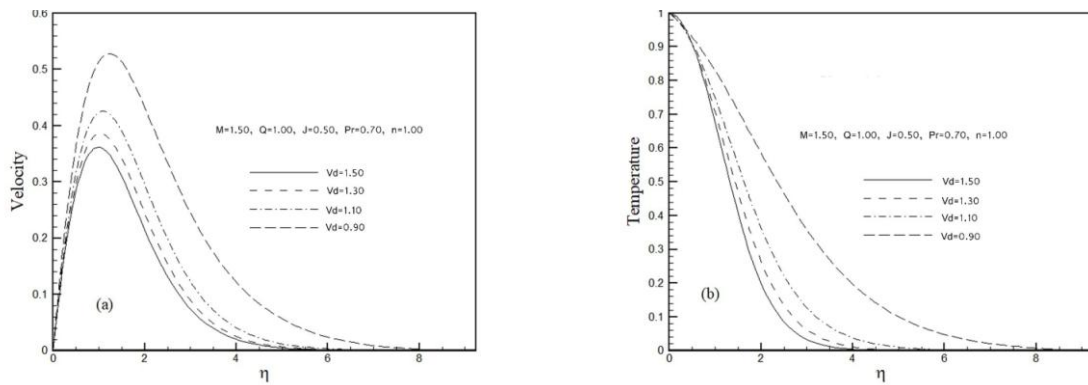 0.6
0.5
0.4
0.3
0.2
0.1
0
Velocity
M=1.50, Q=1.00, J=0.50, Pr=0.70, n=1.00
Vd=1.50
Vd=1.30
Vd=1.10
Vd=0.90
(a)
0 2 4 6 8
η
1
0.9
0.8
0.7
0.6
0.5
0.4
0.3
0.2
0.1
0
Temperature
M=1.50, Q=1.00, J=0.50, Pr=0.70, n=1.00
Vd=1.50
Vd=1.30
Vd=1.10
Vd=0.90
(b)
0 2 4 6 8
η